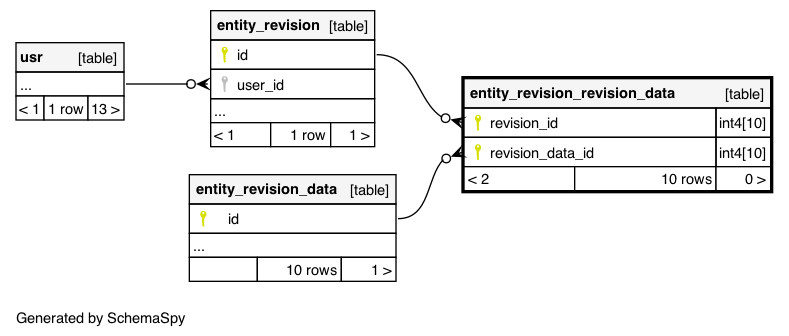 usr [table]
...
< 1 1 row 13 >
entity_revision [table]
id
user_id
...
< 1 1 row 1 >
entity_revision_data [table]
id
...
10 rows 1 >
entity_revision_revision_data [table]
revision_id int4[10]
revision_data_id int4[10]
< 2 10 rows 0 >
Generated by SchemaSpy